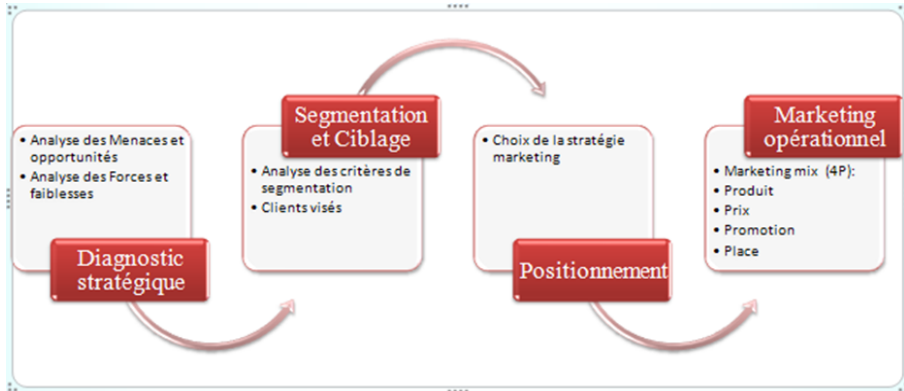 • Analyse des Menaces et
opportunités
• Analyse des Forces et
faiblesses
Diagnostic
stratégique
Segmentation
et Ciblage
• Analyse des critères de
segmentation
• Clients visés
• Choix de la stratégie
marketing
Positionnement
Marketing
opérationnel
• Marketing mix (4P):
• Produit
• Prix
• Promotion
• Place